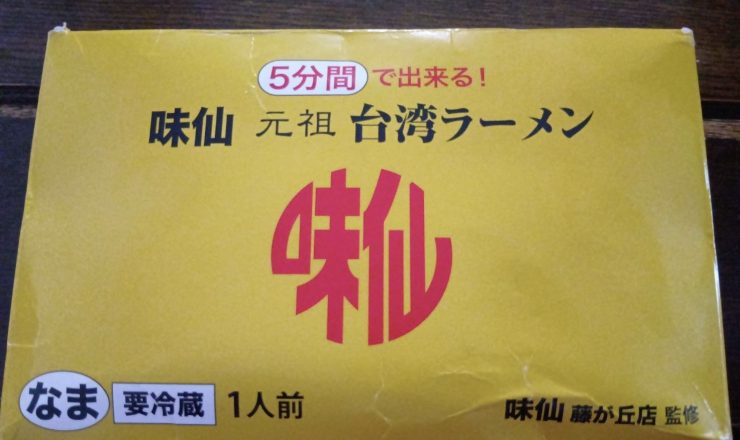 5分間で出来る！
味仙 元祖 台湾ラーメン
味仙
なま 要冷蔵 1人前
味仙 藤が丘店 監修